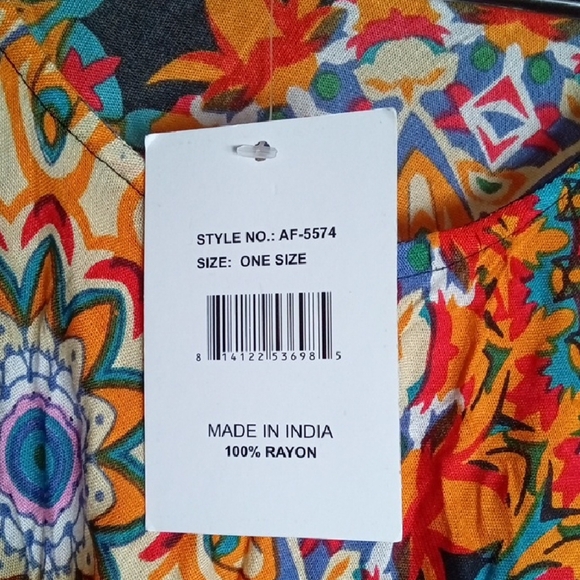 STYLE NO.: AF-5574
SIZE: ONE SIZE
8 14122 53698 5
MADE IN INDIA
100% RAYON